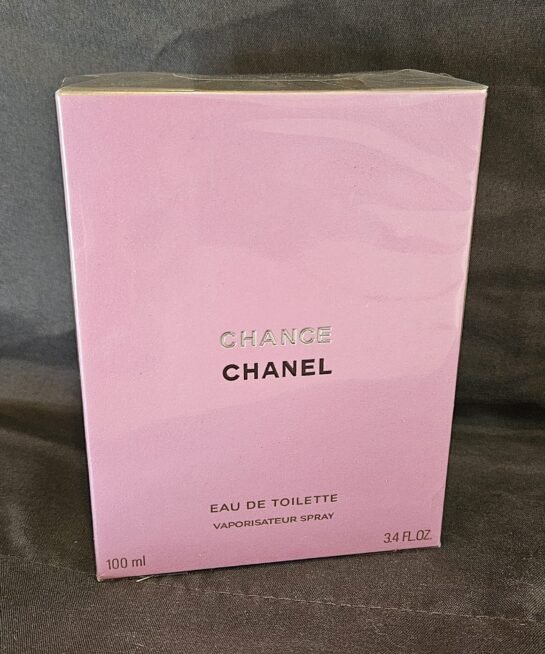 CHANCE
CHANEL
EAU DE TOILETTE
VAPORISATEUR SPRAY
100 ml
3.4 FL.OZ.